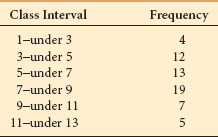 Class Interval Frequency
1–under 3 4
3–under 5 12
5–under 7 13
7–under 9 19
9–under 11 7
11–under 13 5